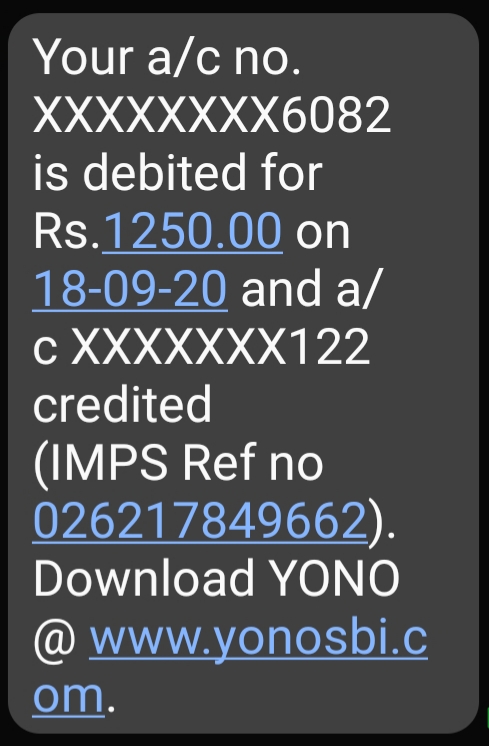 Your a/c no.
XXXXXXXX6082
is debited for
Rs.1250.00 on
18-09-20 and a/
c XXXXXXX122
credited
(IMPS Ref no
026217849662).
Download YONO
@ www.yonosbi.c
om.